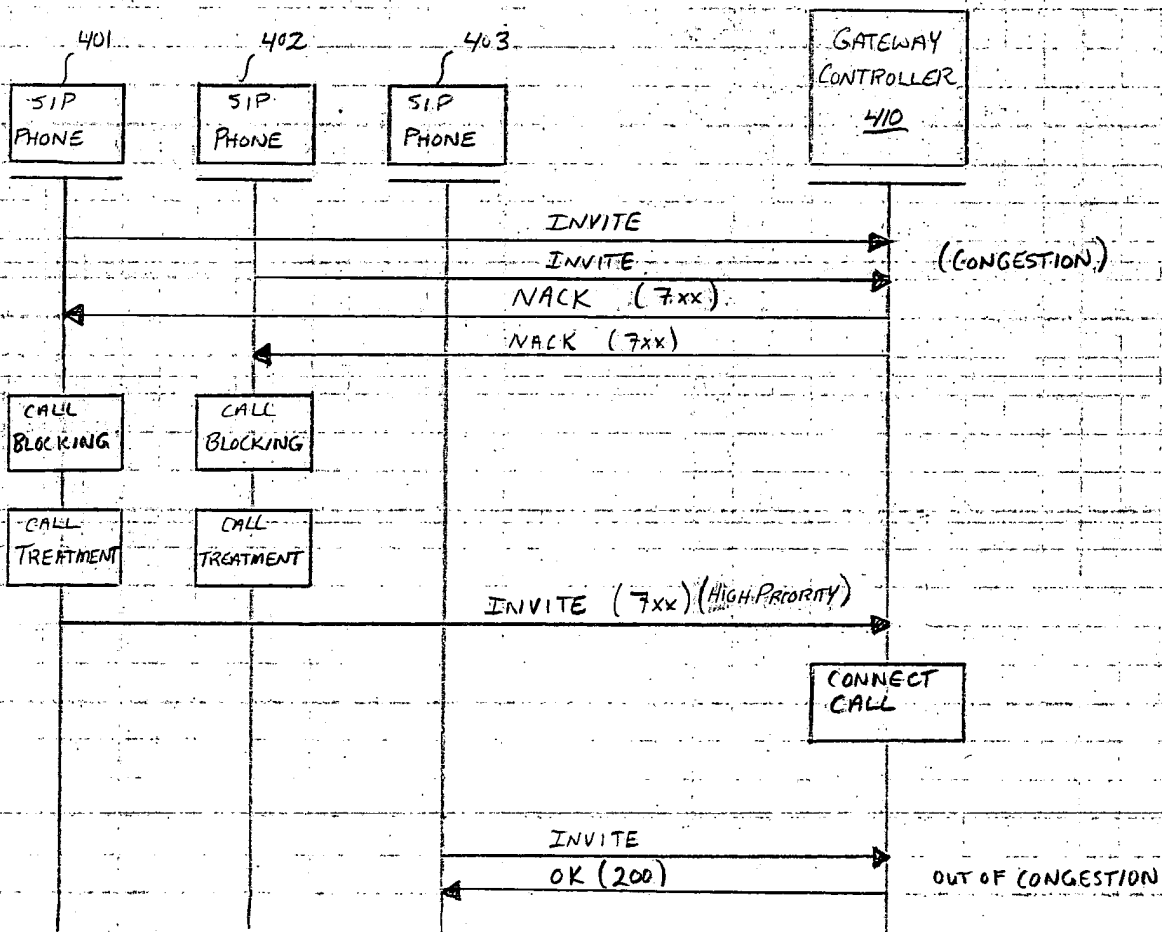 401
402
403
GATEWAY
CONTROLLER
410
SIP
PHONE
SIP
PHONE
SIP
PHONE
INVITE
(CONGESTION)
INVITE
NACK (7xx)
NACK (7xx)
CALL
BLOCKING
CALL
BLOCKING
CALL
TREATMENT
CALL
TREATMENT
INVITE (7xx) (HIGH PRIORITY)
CONNECT
CALL
INVITE
OK (200)
OUT OF CONGESTION